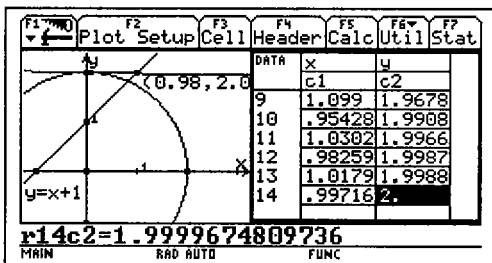 F1 F2 F3 F4 F5 F6 F7
Plot Setup Cell Header Calc Util Stat
y
(0.98,2.0
1
1
x
y=x+1
DATA x y
c1 c2
9 1.099 1.9678
10 .95428 1.9908
11 1.0302 1.9966
12 .98259 1.9987
13 1.0179 1.9988
14 .99716 2.
r14c2=1.9999674809736
MAIN RAD AUTO FUNC